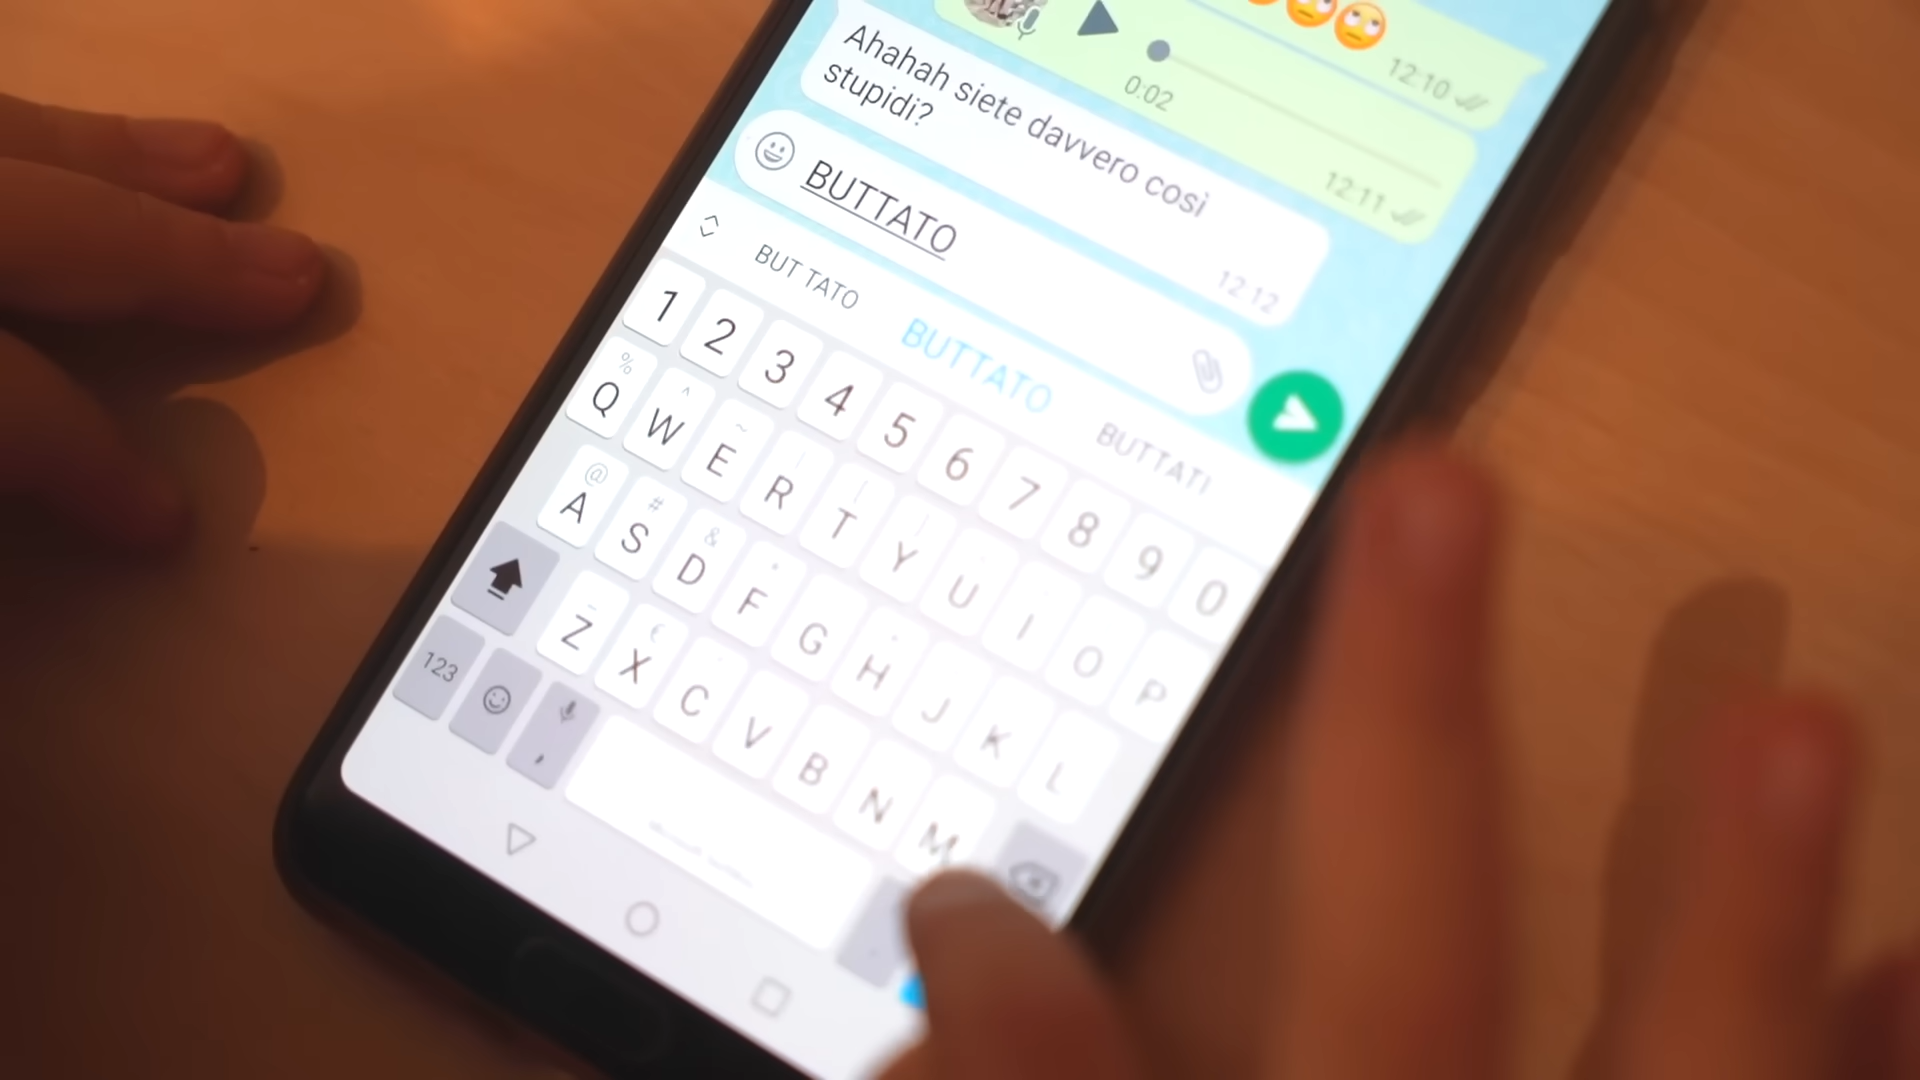 12:10
0:02
12:11
Ahahah siete davvero così
stupidi?
12:12
BUTTATO
BUT TATO
BUTTATO
BUTTATI
1 2 3 4 5 6 7 8 9 0
%
^
~
Q W E R T Y U I O P
@
#
&
A S D F G H J K L
€
Z X C V B N M
123
,